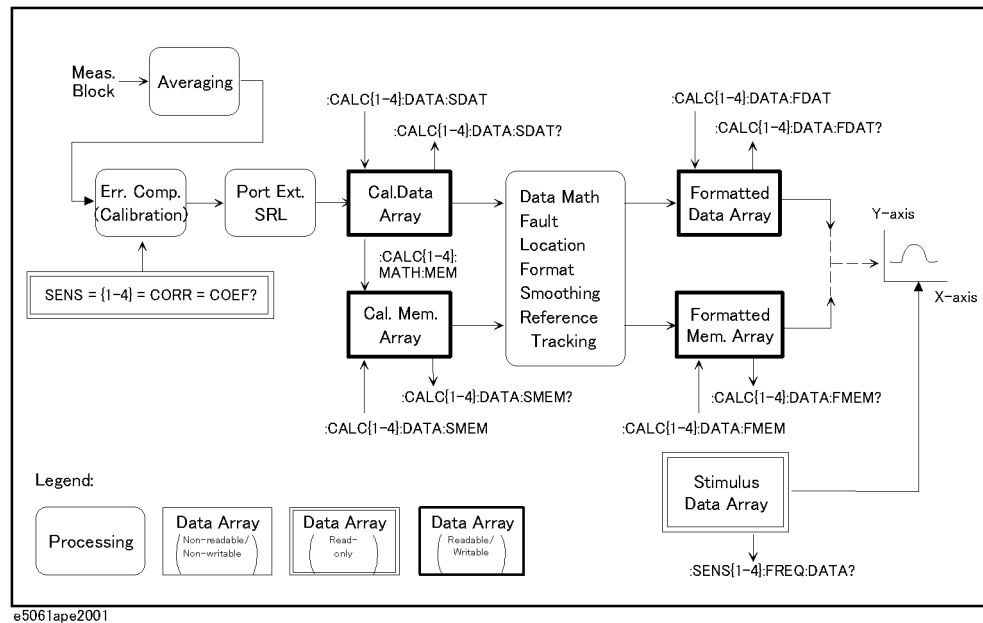 Meas.
Block
Averaging
:CALC{1-4}:DATA:SDAT
:CALC{1-4}:DATA:SDAT?
:CALC{1-4}:DATA:FDAT
:CALC{1-4}:DATA:FDAT?
Err. Comp.
(Calibration)
Port Ext.
SRL
Cal.Data
Array
Data Math
Fault
Location
Format
Smoothing
Reference
Tracking
Formatted
Data Array
Y-axis
X-axis
:CALC{1-4}:
MATH:MEM
SENS = {1-4} = CORR = COEF?
Cal. Mem.
Array
Formatted
Mem. Array
:CALC{1-4}:DATA:SMEM?
:CALC{1-4}:DATA:SMEM
:CALC{1-4}:DATA:FMEM?
:CALC{1-4}:DATA:FMEM
Stimulus
Data Array
:SENS{1-4}:FREQ:DATA?
Legend:
Processing
Data Array
(Non-readable/
Non-writable)
Data Array
(Read-
only)
Data Array
(Readable/
Writable)
e5061ape2001